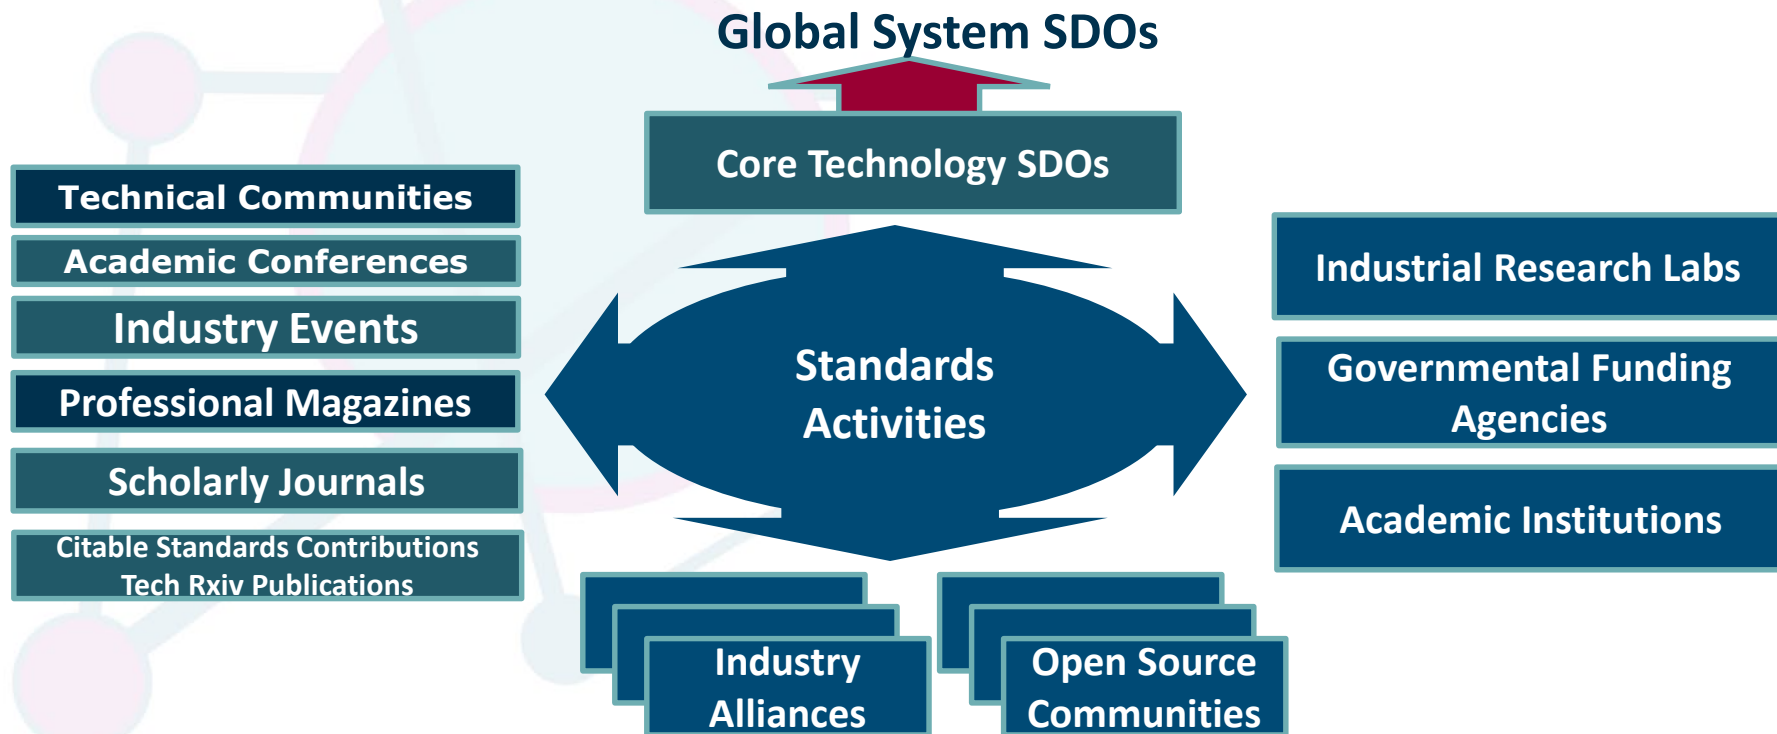 Global System SDOs
Core Technology SDOs
Technical Communities
Academic Conferences
Industry Events
Professional Magazines
Scholarly Journals
Citable Standards Contributions
Tech Rxiv Publications
Standards
Activities
Industrial Research Labs
Governmental Funding
Agencies
Academic Institutions
Industry
Alliances
Open Source
Communities